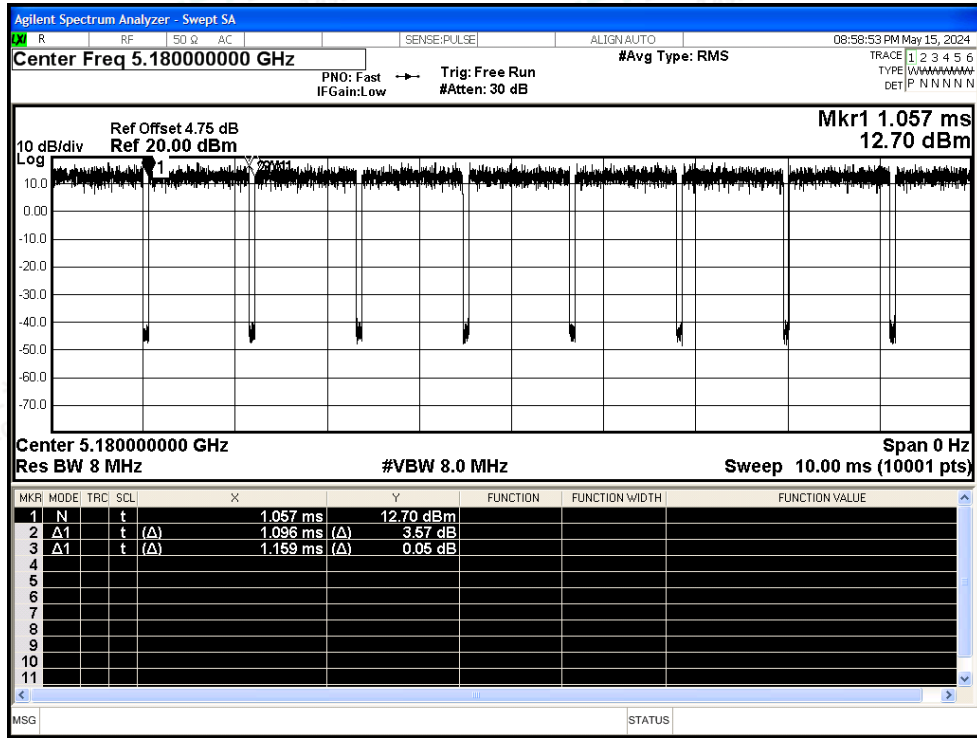 Agilent Spectrum Analyzer - Swept SA
LXI R RF 50 Ω AC SENSE:PULSE ALIGN AUTO 08:58:53 PM May 15, 2024
Center Freq 5.180000000 GHz #Avg Type: RMS TRACE 1 2 3 4 5 6
PNO: Fast Trig: Free Run TYPE
IFGain:Low #Atten: 30 dB DET P N N N N N
Mkr1 1.057 ms
Ref Offset 4.75 dB
10 dB/div Ref 20.00 dBm 12.70 dBm
Log
1
10.0
0.00
-10.0
-20.0
-30.0
-40.0
-50.0
-60.0
-70.0
Center 5.180000000 GHz Span 0 Hz
Res BW 8 MHz #VBW 8.0 MHz Sweep 10.00 ms (10001 pts)
MKR MODE TRC SCL X Y FUNCTION FUNCTION WIDTH FUNCTION VALUE
1 N t 1.057 ms 12.70 dBm
2 Δ1 t (Δ) 1.096 ms (Δ) 3.57 dB
3 Δ1 t (Δ) 1.159 ms (Δ) 0.05 dB
4
5
6
7
8
9
10
11
MSG STATUS